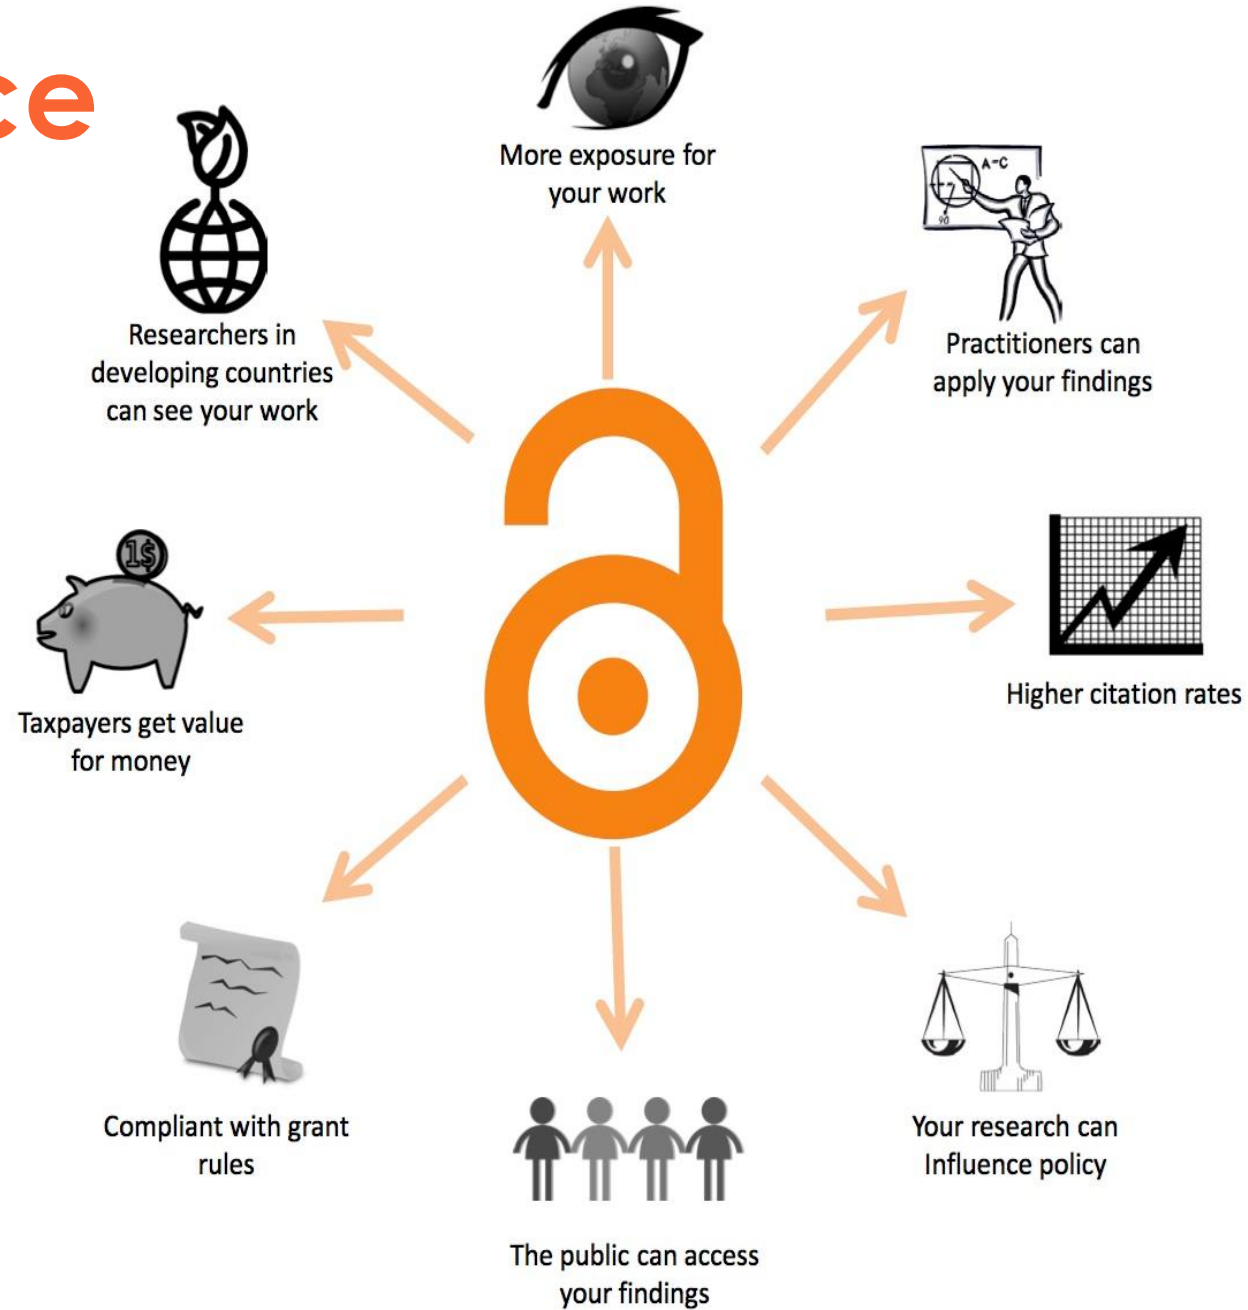 ce
More exposure for
your work
A=C
90
Practitioners can
apply your findings
Researchers in
developing countries
can see your work
1$
Higher citation rates
Taxpayers get value
for money
Compliant with grant
rules
Your research can
Influence policy
The public can access
your findings